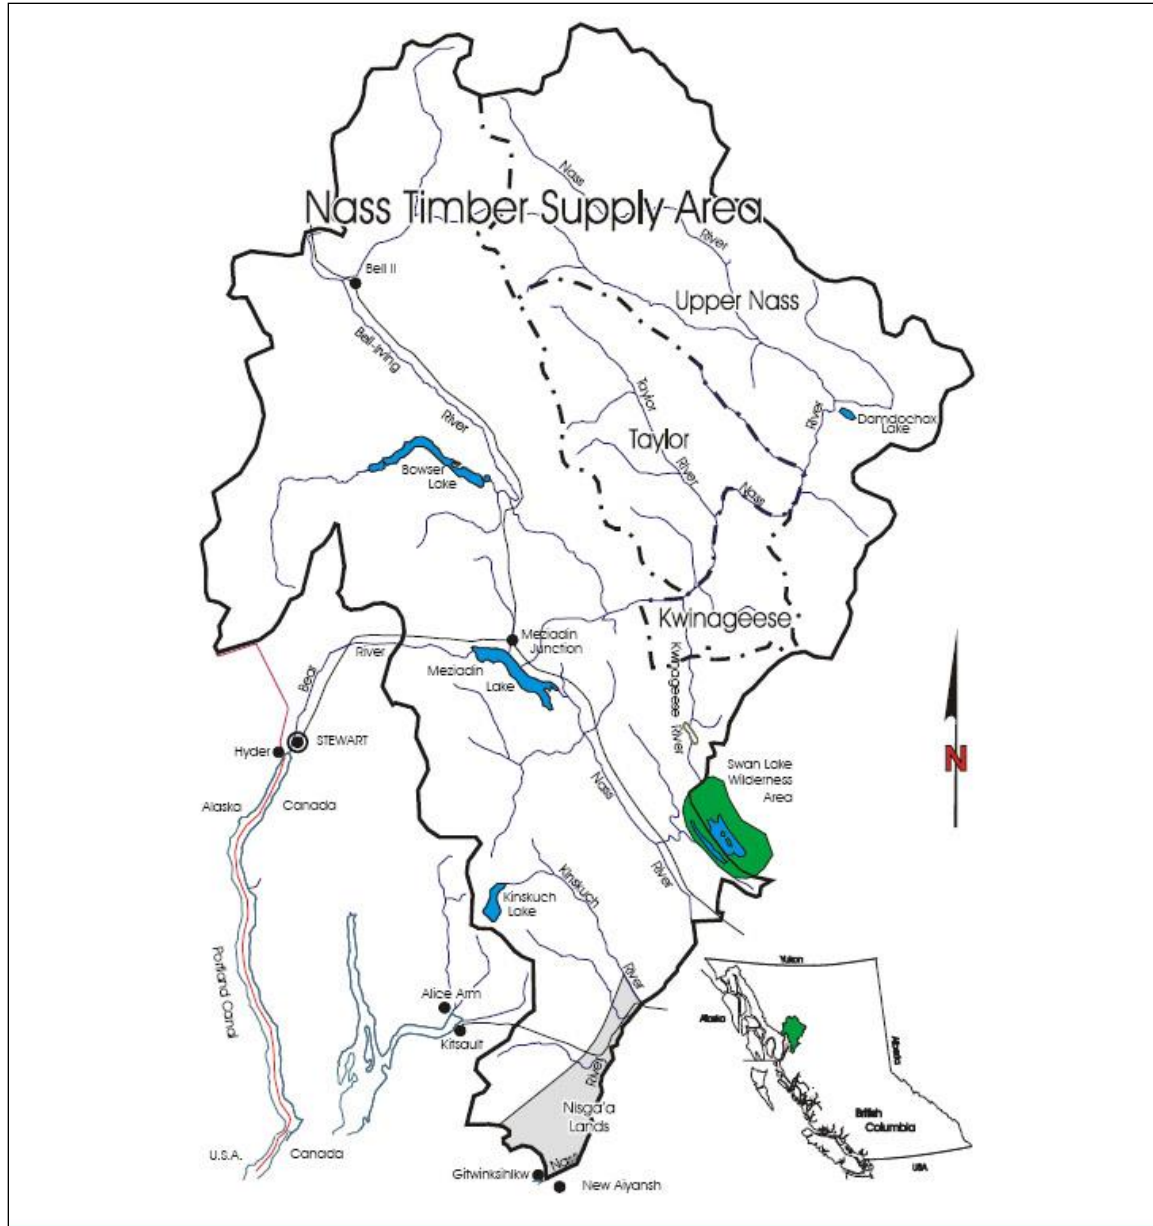 Nass
Nass Timber Supply Area
River
Bell II
Upper Nass
Bell-Irving
Taylor
River
River
Damdochax
Lake
Taylor
River
Bowser
Lake
Nass
Kwinageese
Meziadin
Junction
River
Bear
Meziadin
Lake
Kwinageese
River
STEWART
Hyder
Swan Lake
Wilderness
Area
Nass
Alaska
Canada
N
River
Kinskuch
Kinskuch
Lake
River
Portland Canal
Alice Arm
Kitsault
River
Nisga'a
Lands
U.S.A.
Canada
Nass
Gitwinksihlkw
New Aiyansh
Yukon
Alaska
Alberta
British
Columbia
USA